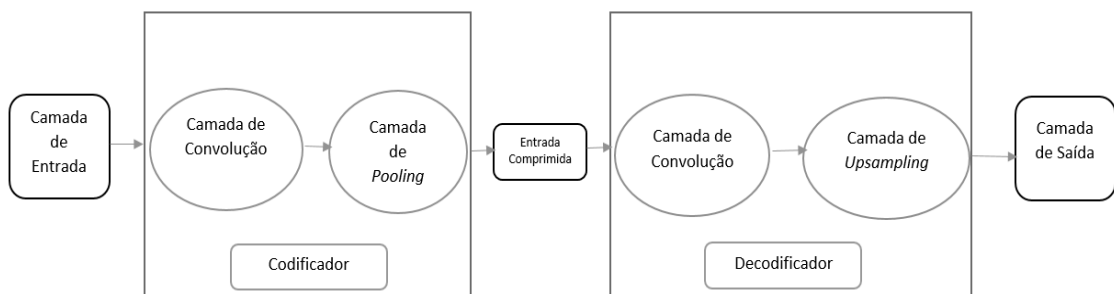 Camada
de
Entrada
Camada de
Convolução
Camada
de
Pooling
Codificador
Entrada
Comprimida
Camada de
Convolução
Camada de
Upsampling
Decodificador
Camada
de Saída